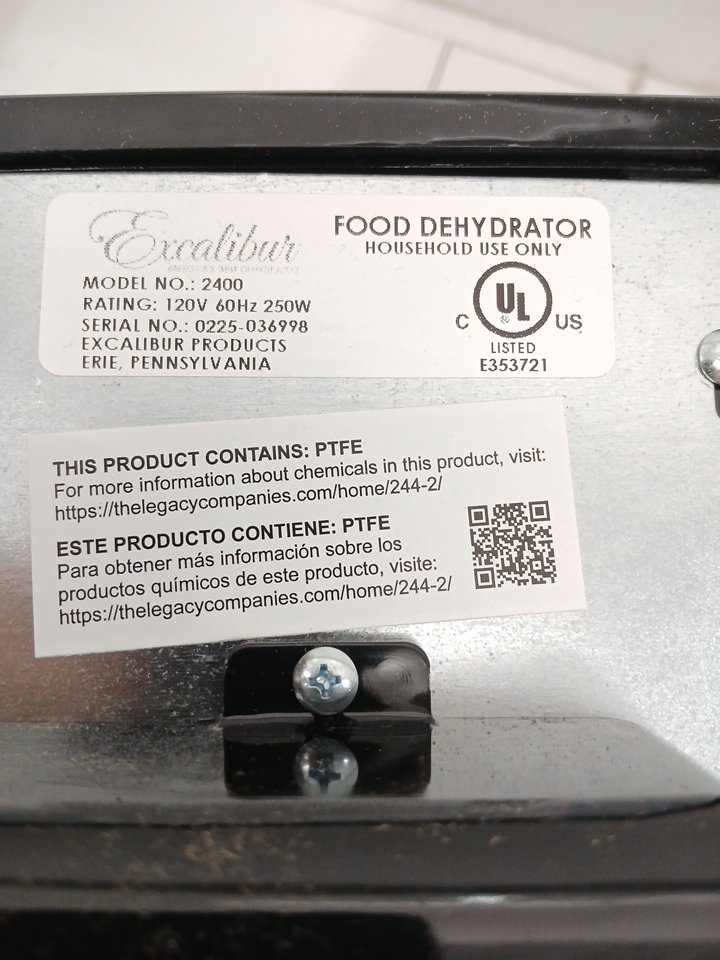 Excalibur
AMERICA'S BEST DEHYDRATOR
MODEL NO.: 2400
RATING: 120V 60Hz 250W
SERIAL NO.: 0225-036998
EXCALIBUR PRODUCTS
ERIE, PENNSYLVANIA
FOOD DEHYDRATOR
HOUSEHOLD USE ONLY
C UL ® US
LISTED
E353721
THIS PRODUCT CONTAINS: PTFE
For more information about chemicals in this product, visit:
https://thelegacycompanies.com/home/244-2/
ESTE PRODUCTO CONTIENE: PTFE
Para obtener más información sobre los
productos químicos de este producto, visite:
https://thelegacycompanies.com/home/244-2/